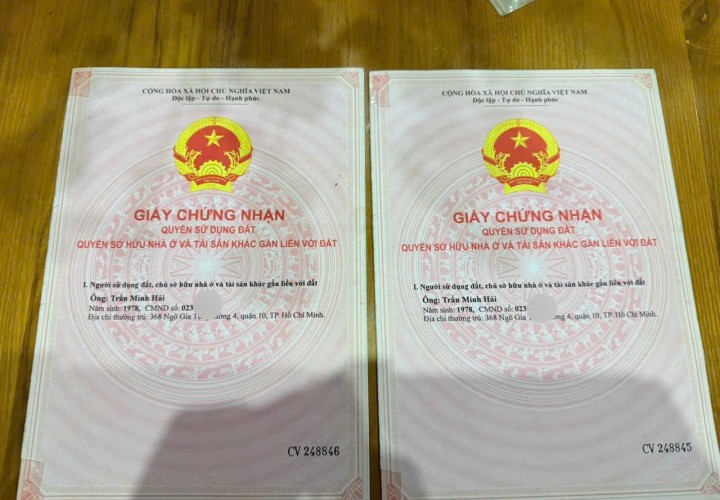 CỘNG HÒA XÃ HỘI CHỦ NGHĨA VIỆT NAM
Độc lập - Tự do - Hạnh phúc
GIẤY CHỨNG NHẬN
QUYỀN SỬ DỤNG ĐẤT
QUYỀN SỞ HỮU NHÀ Ở VÀ TÀI SẢN KHÁC GẮN LIỀN VỚI ĐẤT
I. Người sử dụng đất, chủ sở hữu nhà ở và tài sản khác gắn liền với đất
Ông: Trần Minh Hải
Năm sinh: 1978, CMND số: 023
Địa chỉ thường trú: 368 Ngô Gia ường 4, quận 10, TP. Hồ Chí Minh.
CV 248846
CỘNG HÒA XÃ HỘI CHỦ NGHĨA VIỆT NAM
Độc lập - Tự do - Hạnh phúc
GIẤY CHỨNG NHẬN
QUYỀN SỬ DỤNG ĐẤT
QUYỀN SỞ HỮU NHÀ Ở VÀ TÀI SẢN KHÁC GẮN LIỀN VỚI ĐẤT
I. Người sử dụng đất, chủ sở hữu nhà ở và tài sản khác gắn liền với đất
Ông: Trần Minh Hải
Năm sinh: 1978, CMND số: 023
Địa chỉ thường trú: 368 Ngô Gia ường 4, quận 10, TP. Hồ Chí Minh.
CV 248845